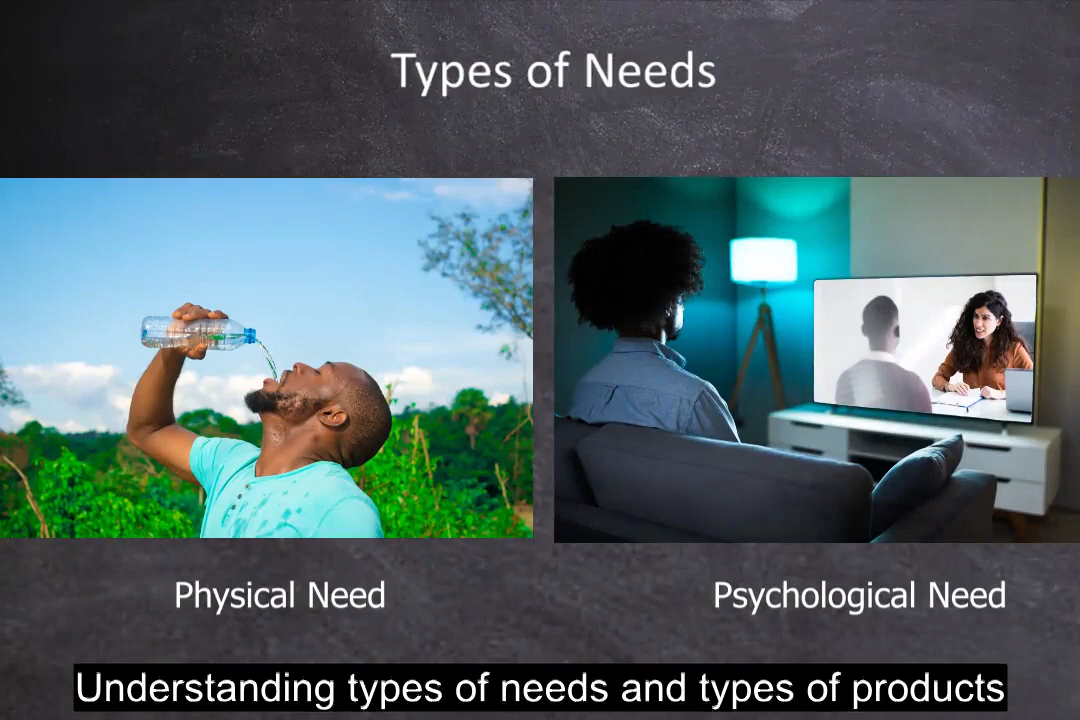 Types of Needs
Physical Need
Psychological Need
Understanding types of needs and types of products